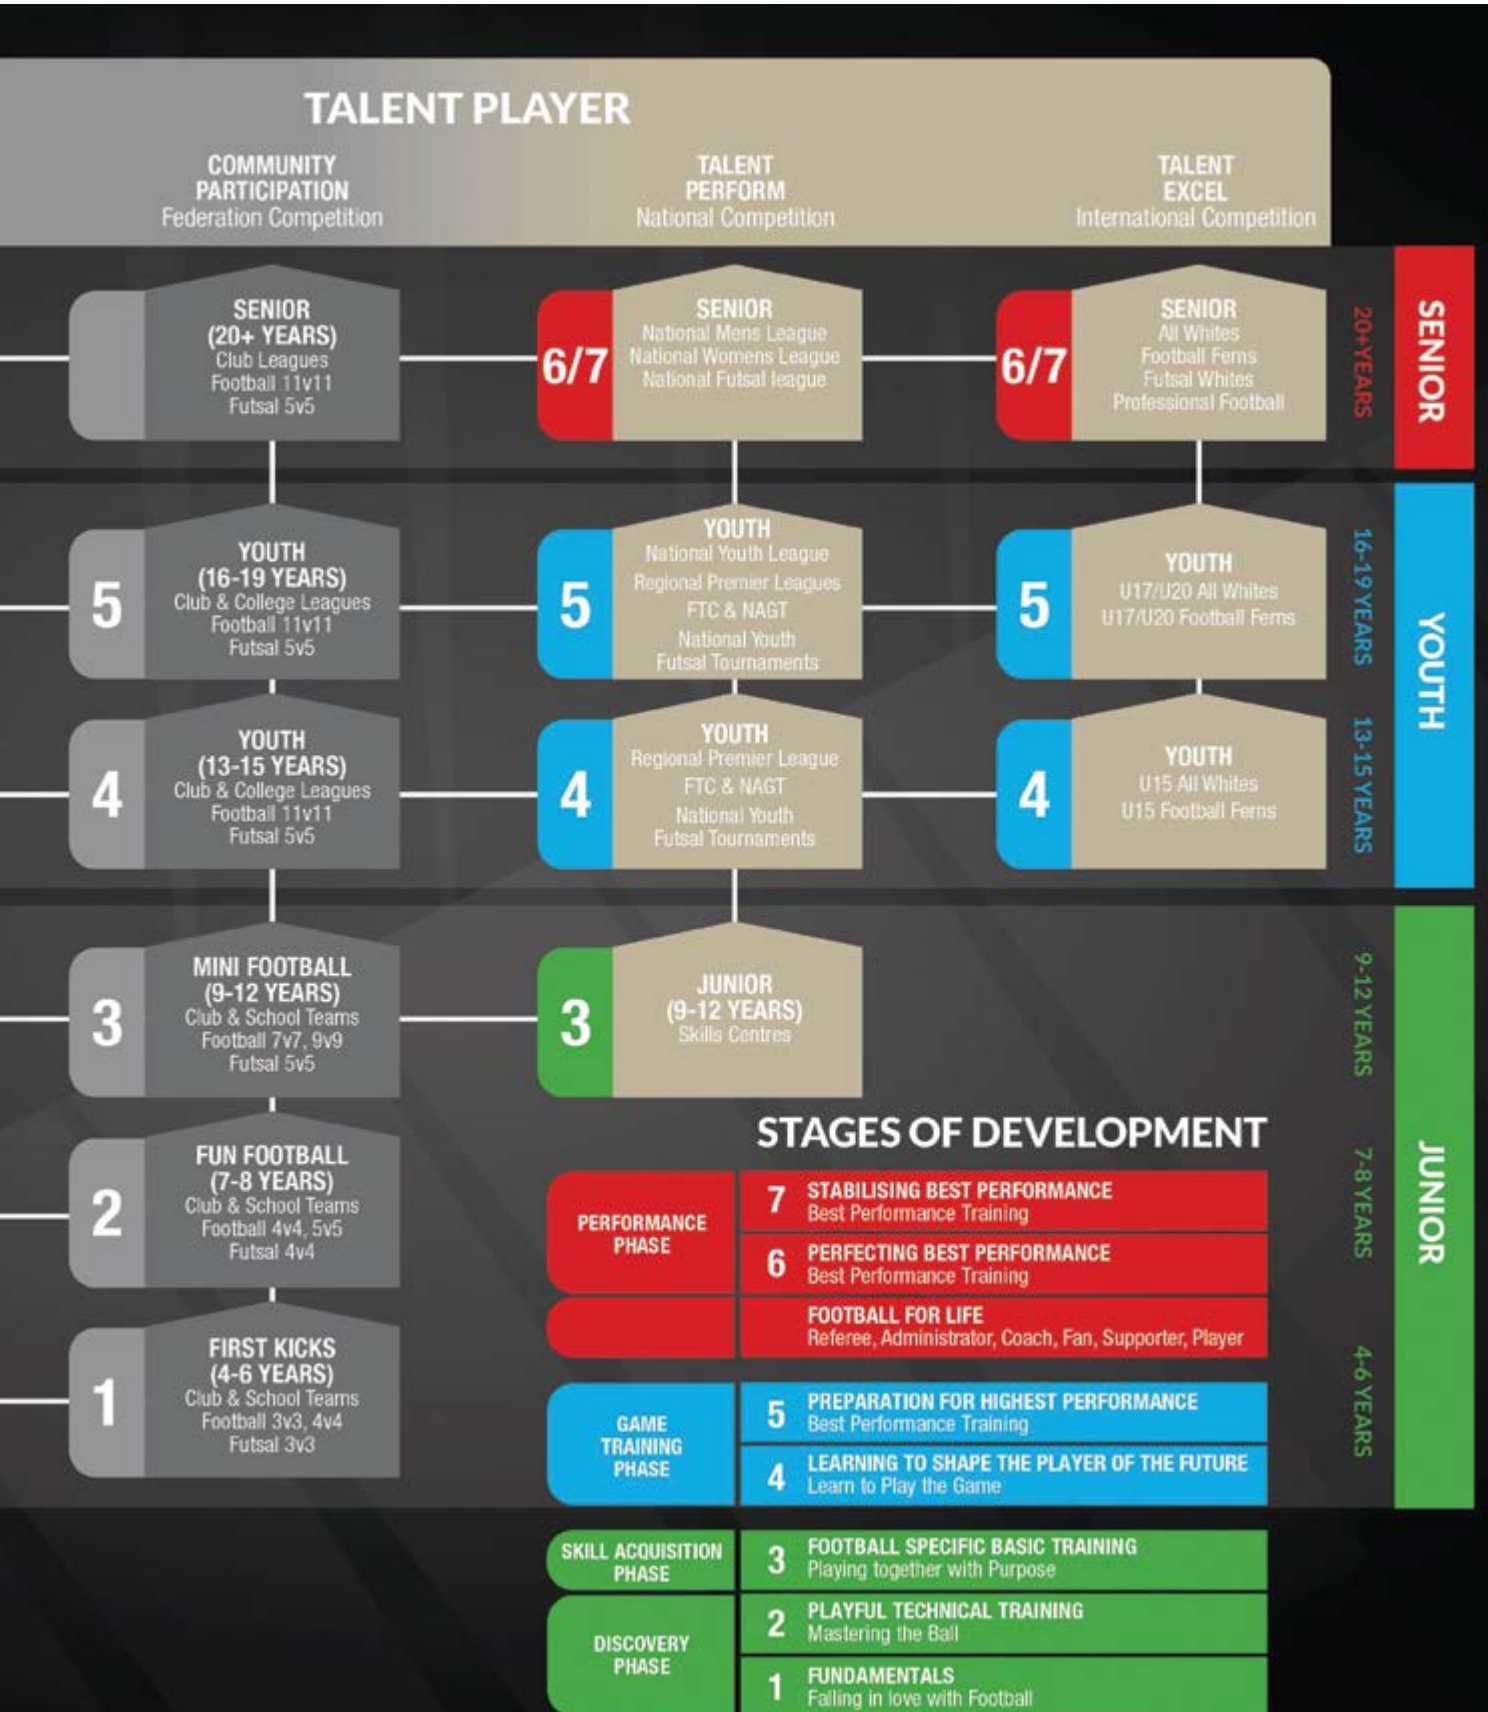 TALENT PLAYER
COMMUNITY
PARTICIPATION
Federation Competition
TALENT
PERFORM
National Competition
TALENT
EXCEL
International Competition
SENIOR
(20+ YEARS)
Club Leagues
Football 11v11
Futsal 5v5
6/7
SENIOR
National Mens League
National Womens League
National Futsal league
6/7
SENIOR
All Whites
Football Ferns
Futsal Whites
Professional Football
20+YEARS
SENIOR
5
YOUTH
(16-19 YEARS)
Club & College Leagues
Football 11v11
Futsal 5v5
5
YOUTH
National Youth League
Regional Premier Leagues
FTC & NAGT
National Youth
Futsal Tournaments
5
YOUTH
U17/U20 All Whites
U17/U20 Football Ferns
16-19 YEARS
YOUTH
4
YOUTH
(13-15 YEARS)
Club & College Leagues
Football 11v11
Futsal 5v5
4
YOUTH
Regional Premier League
FTC & NAGT
National Youth
Futsal Tournaments
4
YOUTH
U15 All Whites
U15 Football Ferns
13-15 YEARS
3
MINI FOOTBALL
(9-12 YEARS)
Club & School Teams
Football 7v7, 9v9
Futsal 5v5
3
JUNIOR
(9-12 YEARS)
Skills Centres
9-12 YEARS
2
FUN FOOTBALL
(7-8 YEARS)
Club & School Teams
Football 4v4, 5v5
Futsal 4v4
7-8 YEARS
JUNIOR
1
FIRST KICKS
(4-6 YEARS)
Club & School Teams
Football 3v3, 4v4
Futsal 3v3
4-6 YEARS
STAGES OF DEVELOPMENT
PERFORMANCE
PHASE
7
STABILISING BEST PERFORMANCE
Best Performance Training
6
PERFECTING BEST PERFORMANCE
Best Performance Training
FOOTBALL FOR LIFE
Referee, Administrator, Coach, Fan, Supporter, Player
GAME
TRAINING
PHASE
5
PREPARATION FOR HIGHEST PERFORMANCE
Best Performance Training
4
LEARNING TO SHAPE THE PLAYER OF THE FUTURE
Learn to Play the Game
SKILL ACQUISITION
PHASE
3
FOOTBALL SPECIFIC BASIC TRAINING
Playing together with Purpose
DISCOVERY
PHASE
2
PLAYFUL TECHNICAL TRAINING
Mastering the Ball
1
FUNDAMENTALS
Falling in love with Football